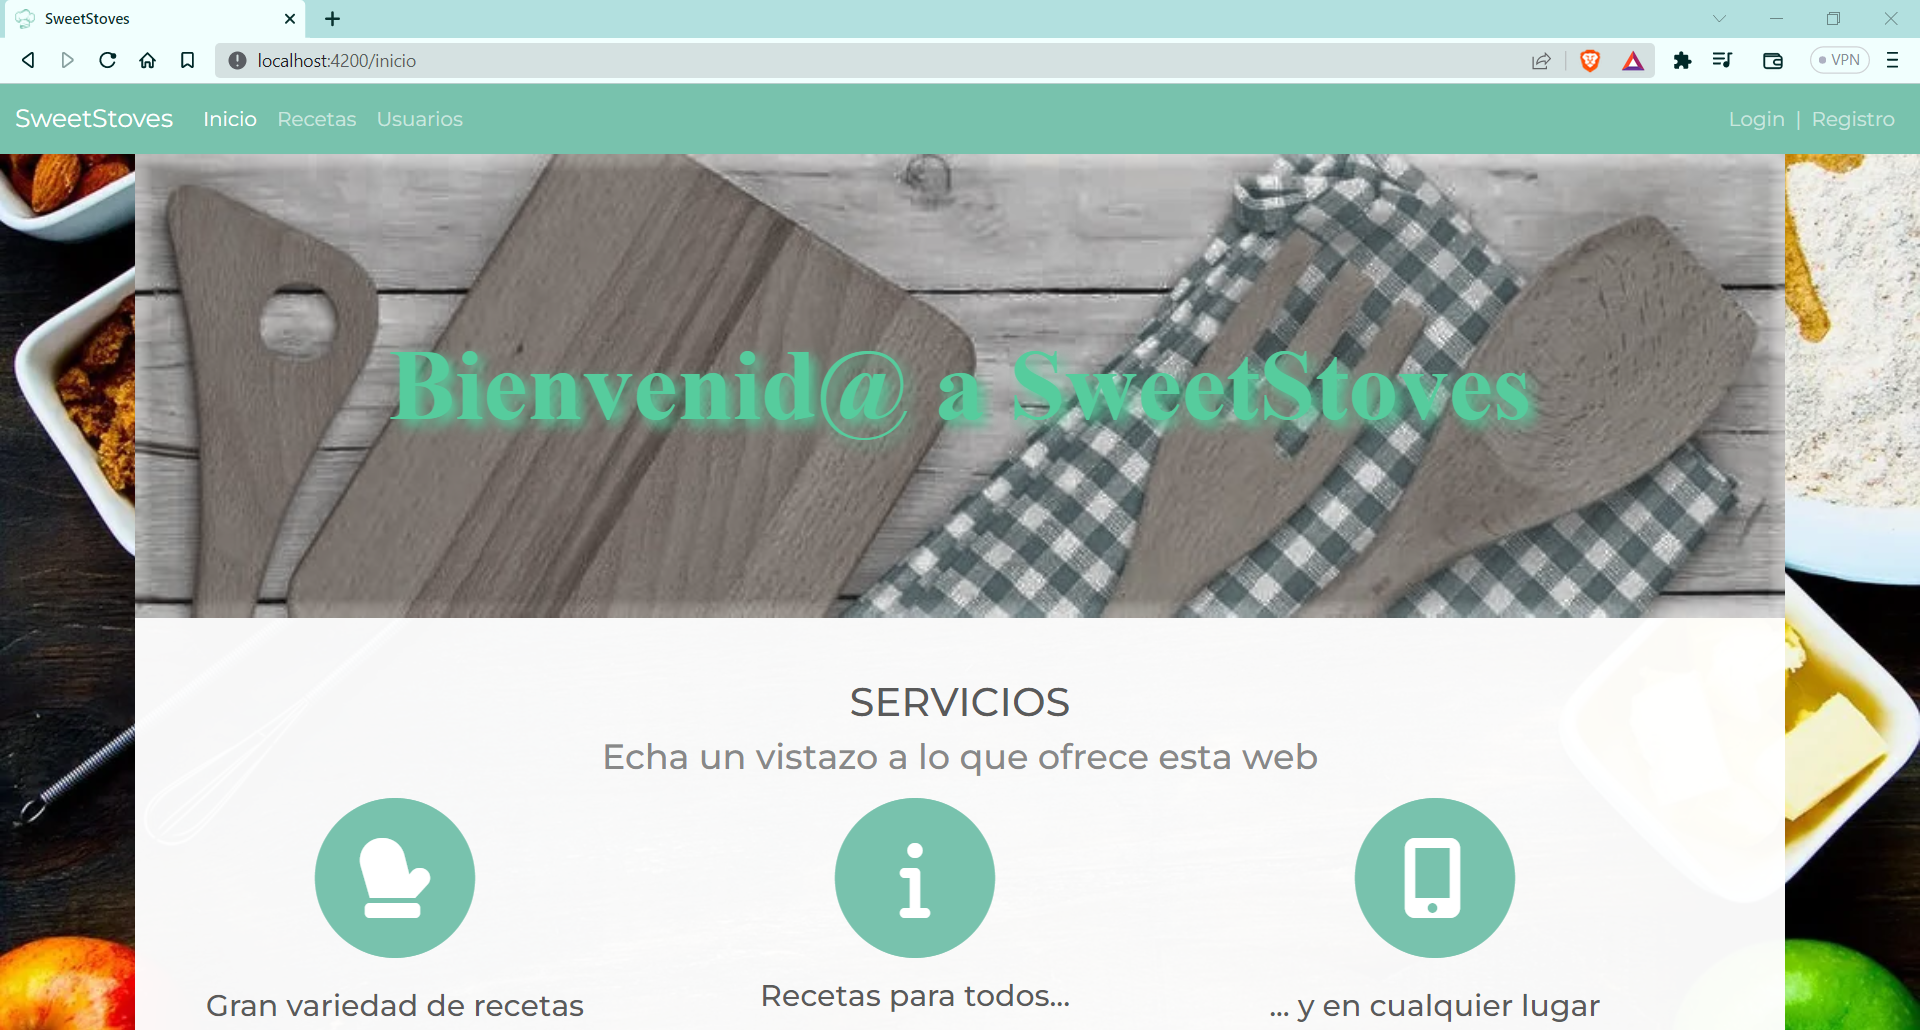 SweetStoves
localhost:4200/inicio
VPN
SweetStoves Inicio Recetas Usuarios Login | Registro
Bienvenid@ a SweetStoves
SERVICIOS
Echa un vistazo a lo que ofrece esta web
Gran variedad de recetas
Recetas para todos...
... y en cualquier lugar